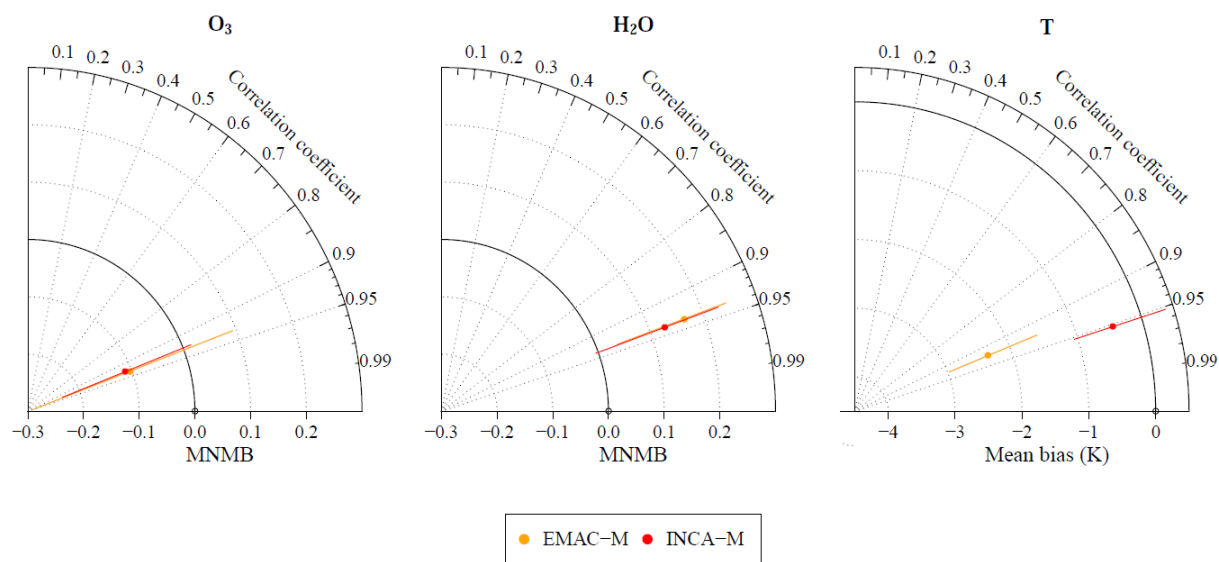 O₃
0.1
0.2
0.3
0.4
0.5
0.6
0.7
0.8
0.9
0.95
0.99
Correlation coefficient
−0.3 −0.2 −0.1 0.0 0.1 0.2
MNMB
H₂O
0.1
0.2
0.3
0.4
0.5
0.6
0.7
0.8
0.9
0.95
0.99
Correlation coefficient
−0.3 −0.2 −0.1 0.0 0.1 0.2
MNMB
T
0.1
0.2
0.3
0.4
0.5
0.6
0.7
0.8
0.9
0.95
0.99
Correlation coefficient
−4 −3 −2 −1 0
Mean bias (K)
EMAC−M INCA−M